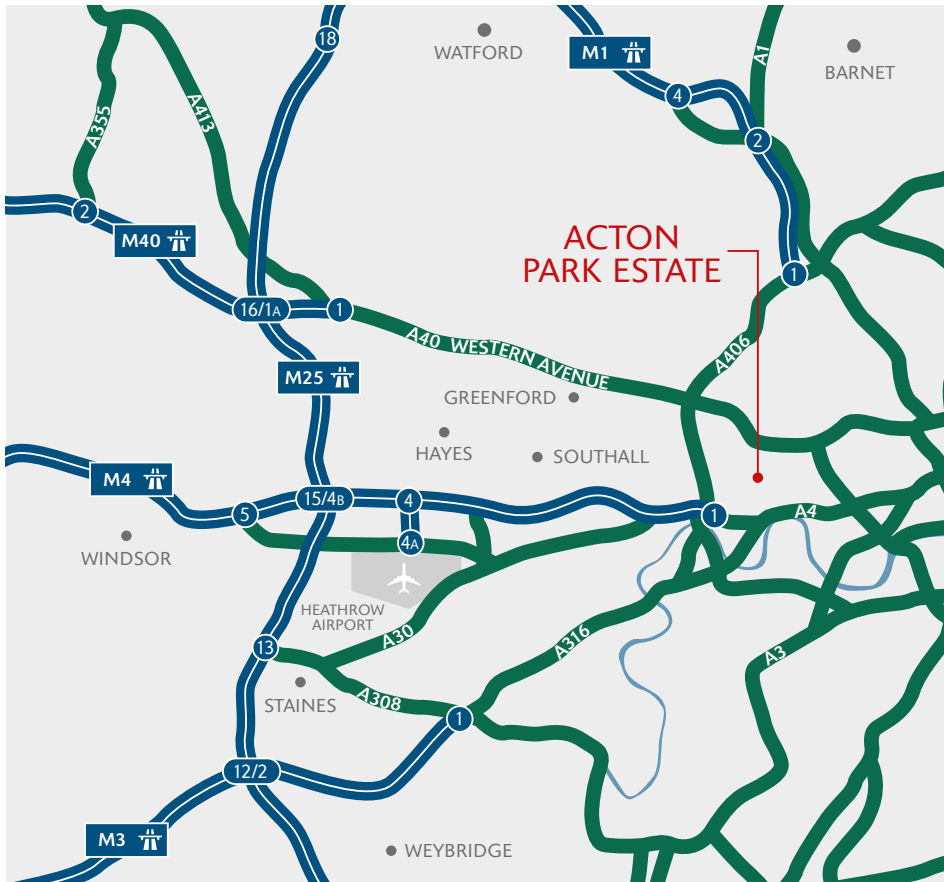 18
WATFORD
M1
A1
BARNET
4
A413
A355
2
2
M40
ACTON
PARK ESTATE
1
16/1A
1
A40 WESTERN AVENUE
A406
M25
GREENFORD
HAYES
SOUTHALL
M4
15/4B
4
5
1
A4
4A
WINDSOR
HEATHROW
AIRPORT
A30
A316
13
A3
STAINES
A308
1
12/2
M3
WEYBRIDGE